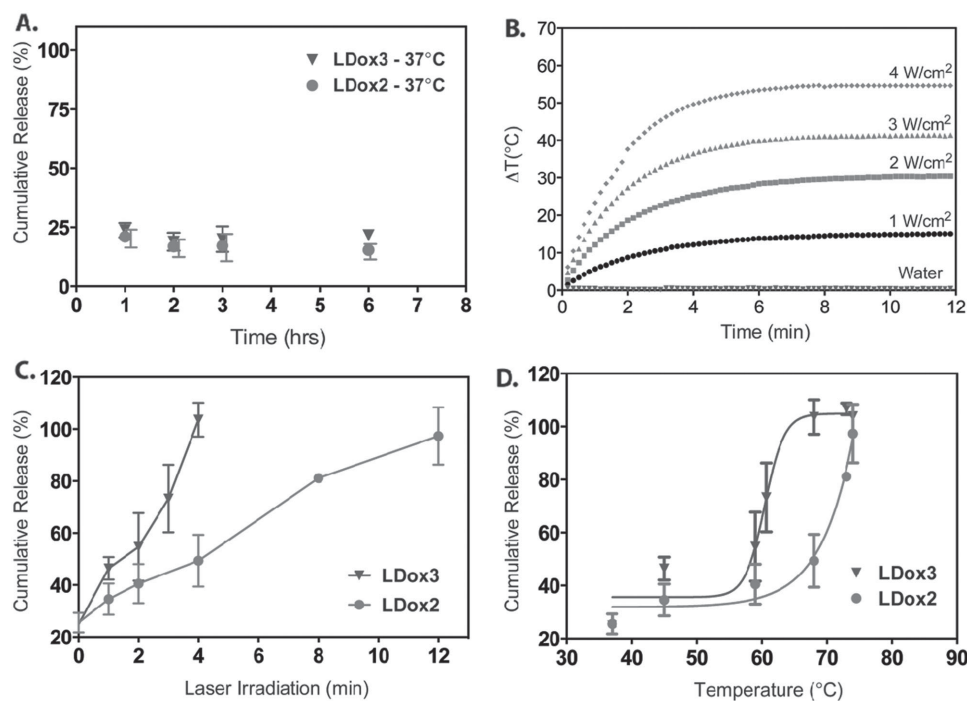 A.
Cumulative Release (%)
100
75
50
25
0
LDox3 - 37°C
LDox2 - 37°C
0 1 2 3 4 5 6 7 8
Time (hrs)
B.
ΔT(°C)
70
60
50
40
30
20
10
0
4 W/cm²
3 W/cm²
2 W/cm²
1 W/cm²
Water
0 2 4 6 8 10 12
Time (min)
C.
Cumulative Release (%)
120
100
80
60
40
20
LDox3
LDox2
0 2 4 6 8 10 12
Laser Irradiation (min)
D.
Cumulative Release (%)
120
100
80
60
40
20
LDox3
LDox2
30 40 50 60 70 80 90
Temperature (°C)